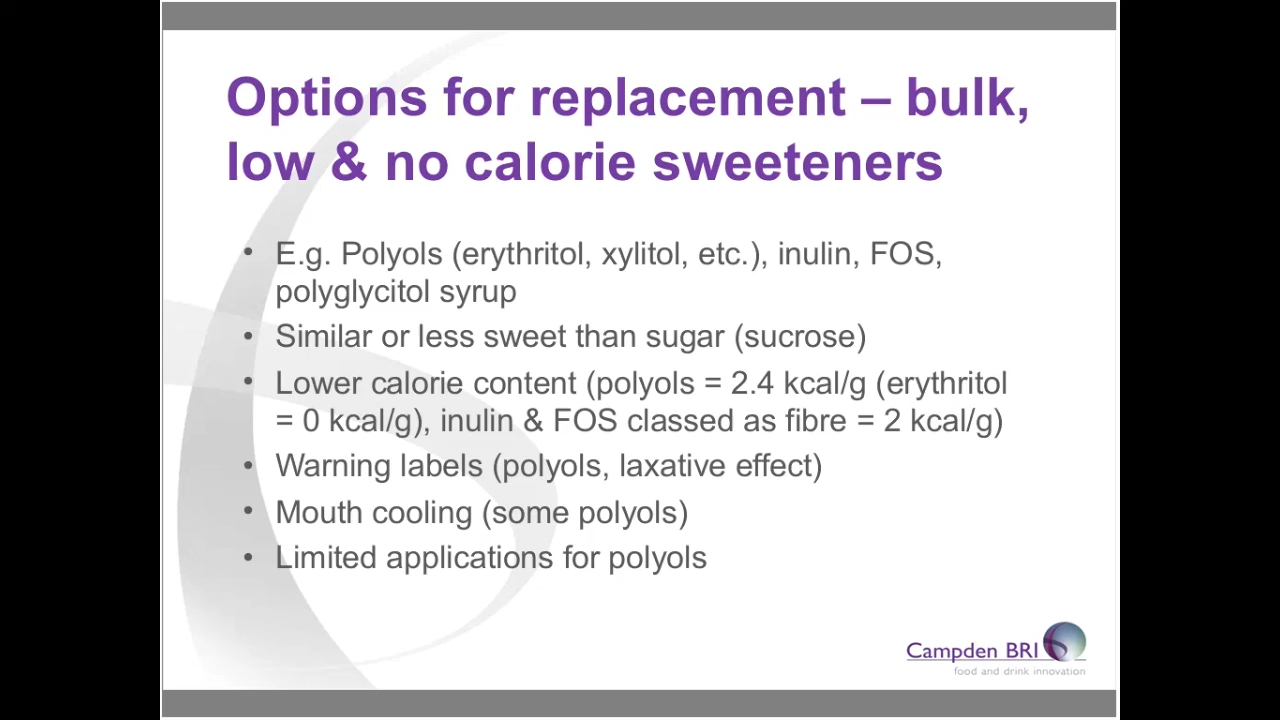 Options for replacement – bulk,
low & no calorie sweeteners
• E.g. Polyols (erythritol, xylitol, etc.), inulin, FOS,
polyglycitol syrup
• Similar or less sweet than sugar (sucrose)
• Lower calorie content (polyols = 2.4 kcal/g (erythritol
= 0 kcal/g), inulin & FOS classed as fibre = 2 kcal/g)
• Warning labels (polyols, laxative effect)
• Mouth cooling (some polyols)
• Limited applications for polyols
Campden BRI
food and drink innovation